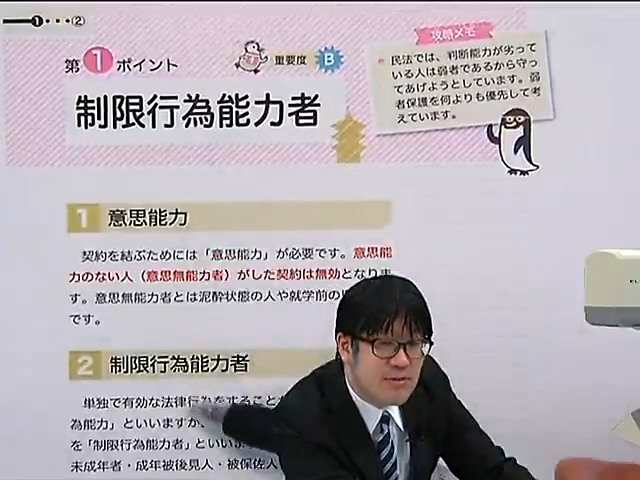 1 2
第1ポイント
重要度 B
制限行為能力者
攻略メモ
民法では、判断能力が劣って
いる人は弱者であるから守っ
てあげようとしています。弱
者保護を何よりも優先して考
えています。
1 意思能力
契約を結ぶためには「意思能力」が必要です。意思能
力のない人（意思無能力者）がした契約は無効となりま
す。意思無能力者とは泥酔状態の人や就学前の
です。
2 制限行為能力者
単独で有効な法律行為をすること
為能力」といいますが、
を「制限行為能力者」といい
未成年者・成年被後見人・被保佐人